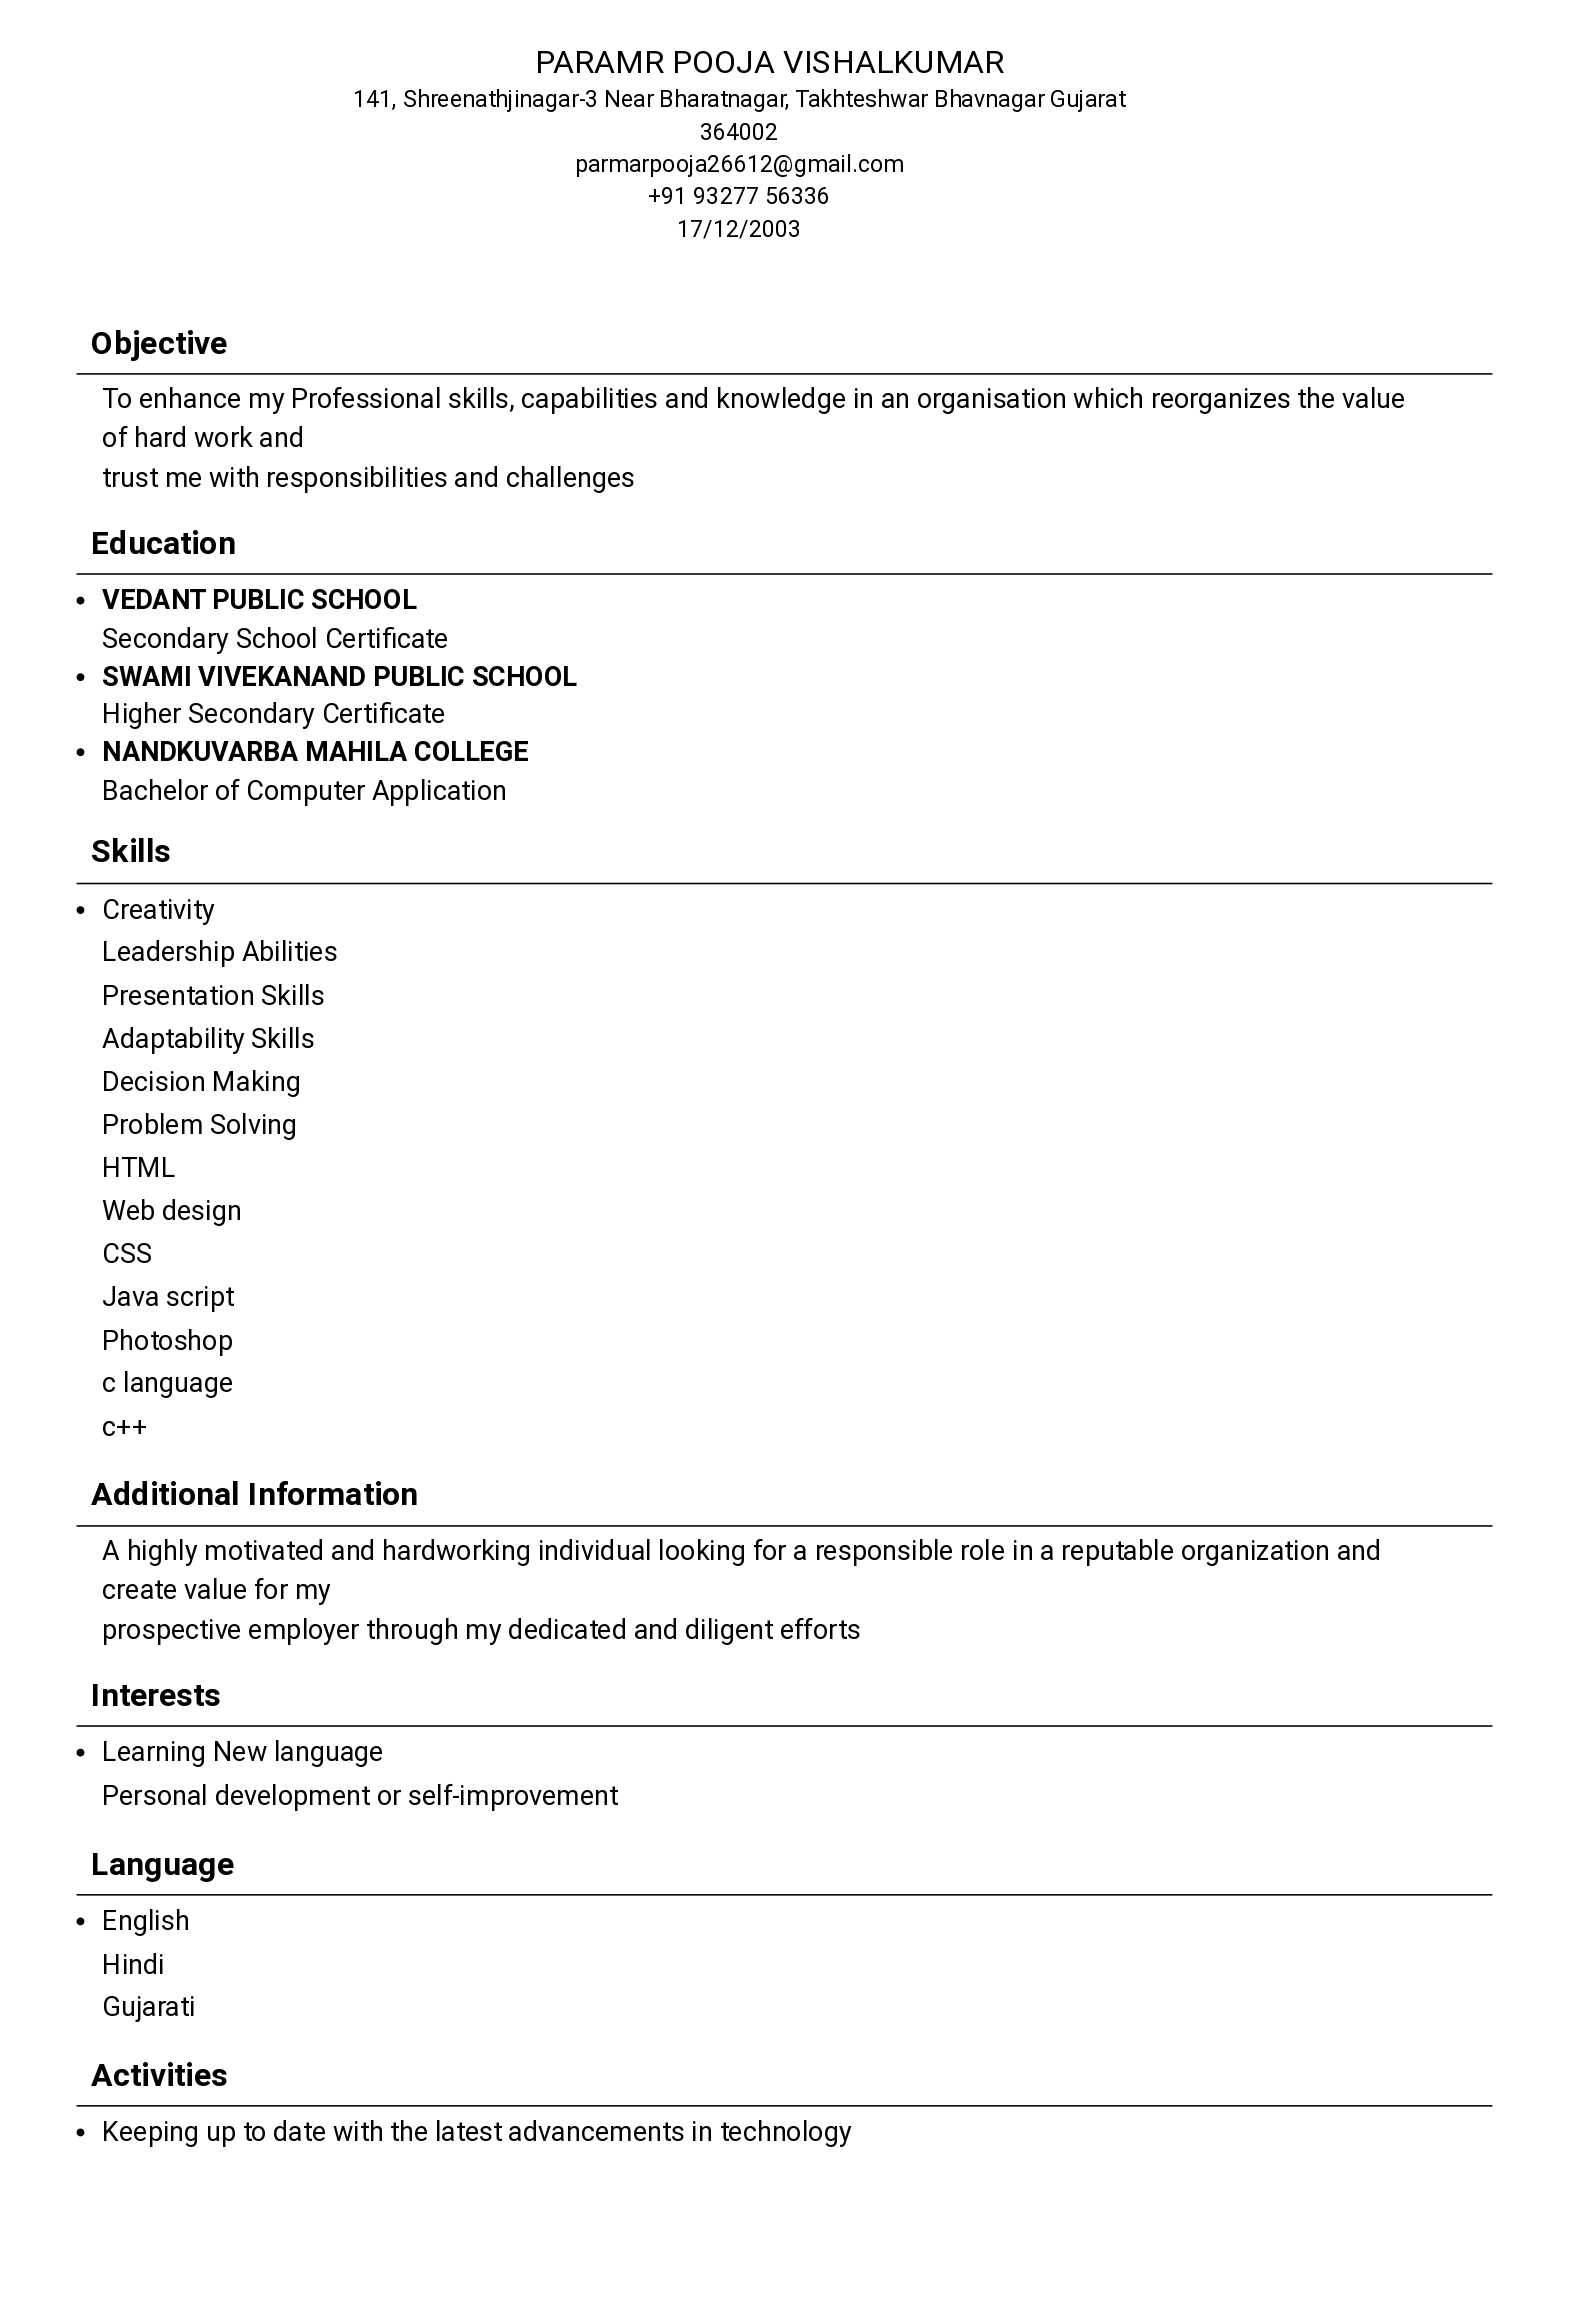 PARAMR POOJA VISHALKUMAR
141, Shreenathjinagar-3 Near Bharatnagar, Takhteshwar Bhavnagar Gujarat
364002
parmarpooja26612@gmail.com
+91 93277 56336
17/12/2003
Objective
To enhance my Professional skills, capabilities and knowledge in an organisation which reorganizes the value
of hard work and
trust me with responsibilities and challenges
Education
• VEDANT PUBLIC SCHOOL
Secondary School Certificate
• SWAMI VIVEKANAND PUBLIC SCHOOL
Higher Secondary Certificate
• NANDKUVARBA MAHILA COLLEGE
Bachelor of Computer Application
Skills
• Creativity
Leadership Abilities
Presentation Skills
Adaptability Skills
Decision Making
Problem Solving
HTML
Web design
CSS
Java script
Photoshop
c language
c++
Additional Information
A highly motivated and hardworking individual looking for a responsible role in a reputable organization and
create value for my
prospective employer through my dedicated and diligent efforts
Interests
• Learning New language
Personal development or self-improvement
Language
• English
Hindi
Gujarati
Activities
• Keeping up to date with the latest advancements in technology